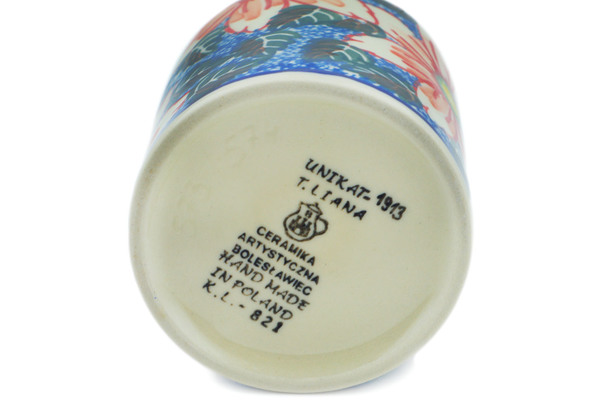 UNIKAT- 1913
T. LIANA
CERAMIKA
ARTYSTYCZNA
BOLESŁAWIEC
HAND MADE
IN POLAND
K.L.- 821